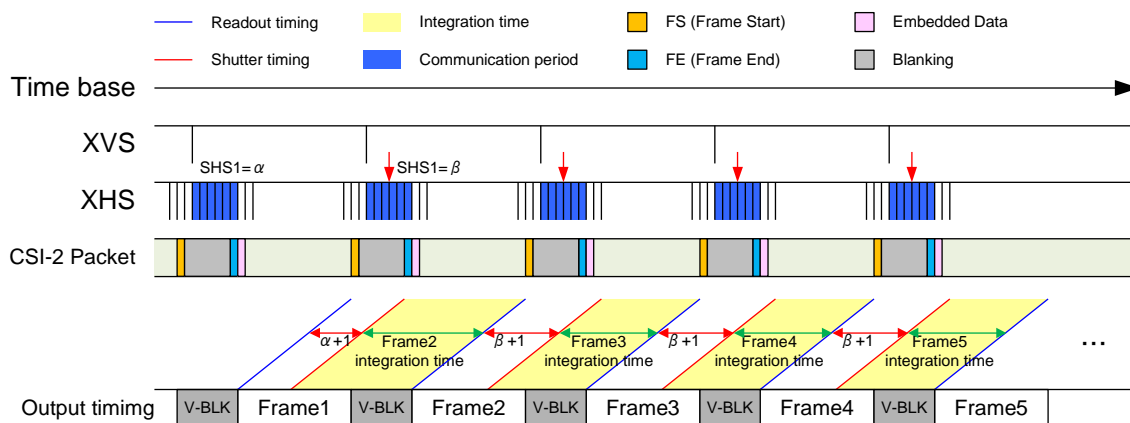 Readout timing
Integration time
FS (Frame Start)
Embedded Data
Shutter timing
Communication period
FE (Frame End)
Blanking
Time base
XVS
SHS1= α
SHS1= β
XHS
CSI-2 Packet
α+1
Frame2
integration time
β+1
Frame3
integration time
β+1
Frame4
integration time
β+1
Frame5
integration time
...
Output timimg
V-BLK
Frame1
V-BLK
Frame2
V-BLK
Frame3
V-BLK
Frame4
V-BLK
Frame5